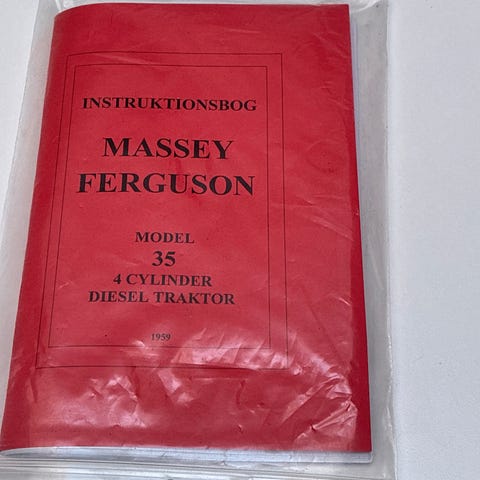 INSTRUKTIONSBOG
MASSEY
FERGUSON
MODEL
35
4 CYLINDER
DIESEL TRAKTOR
1959